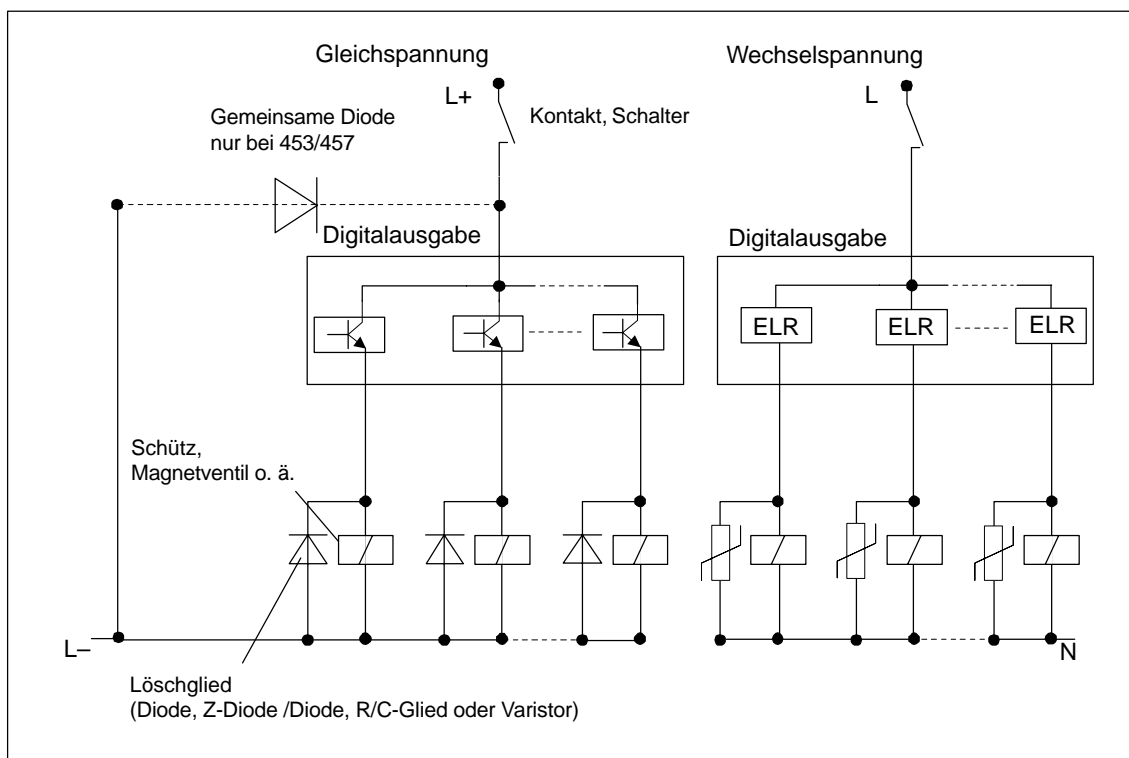 Gleichspannung
Wechselspannung
L+
L
Gemeinsame Diode
nur bei 453/457
Kontakt, Schalter
Digitalausgabe
Digitalausgabe
ELR
ELR
ELR
Schütz,
Magnetventil o. ä.
L–
N
Löschglied
(Diode, Z-Diode /Diode, R/C-Glied oder Varistor)